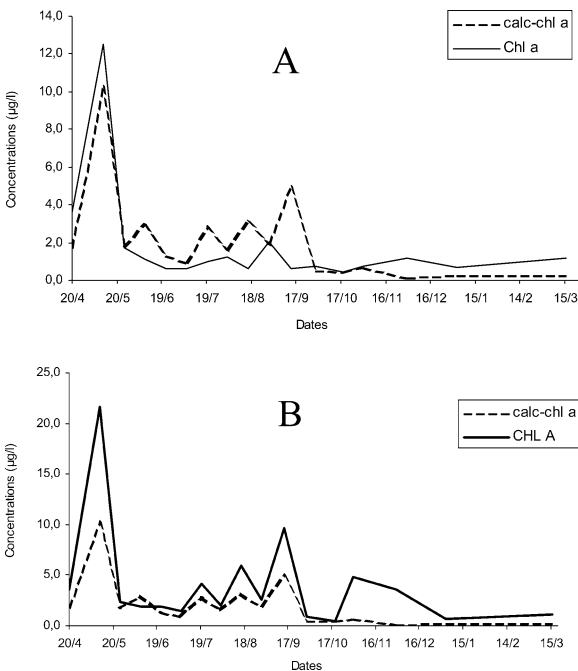 14,0
12,0
10,0
8,0
6,0
4,0
2,0
0,0
Concentrations (µg/l)
A
calc-chl a
Chl a
20/4 20/5 19/6 19/7 18/8 17/9 17/10 16/11 16/12 15/1 14/2 15/3
Dates
25,0
20,0
15,0
10,0
5,0
0,0
Concentrations (µg/l)
B
calc-chl a
CHL A
20/4 20/5 19/6 19/7 18/8 17/9 17/10 16/11 16/12 15/1 14/2 15/3
Dates